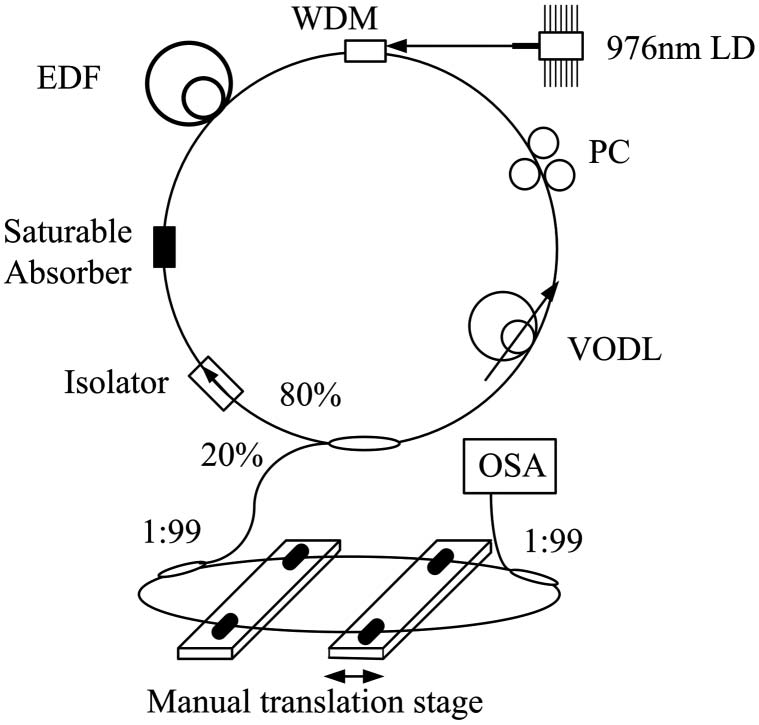 WDM
976nm LD
EDF
PC
Saturable
Absorber
VODL
Isolator
80%
20%
OSA
1:99
1:99
Manual translation stage